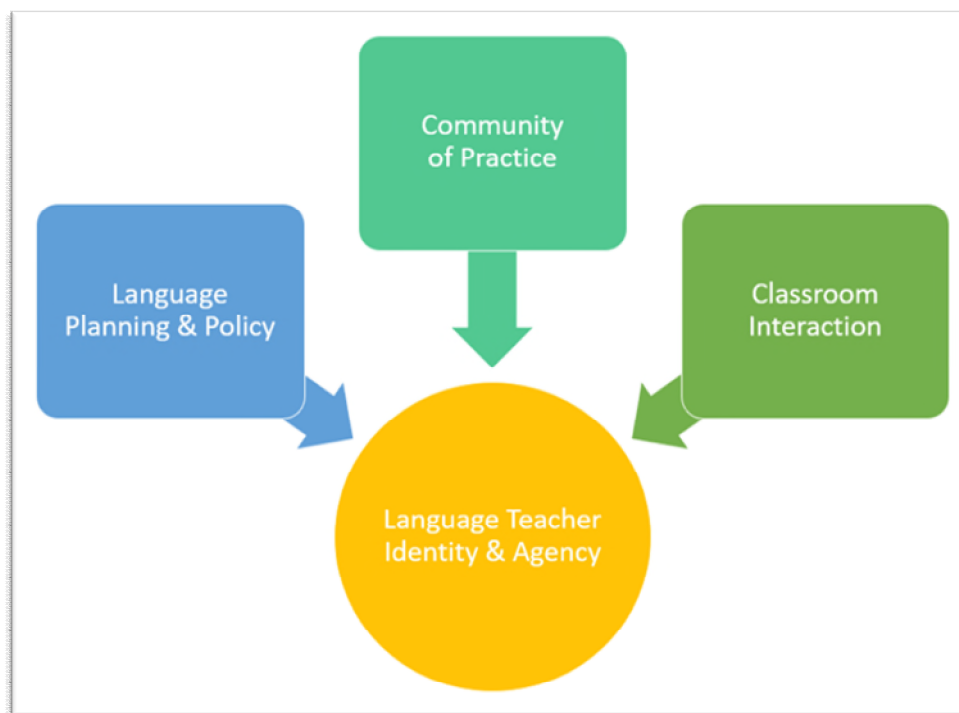 Community
of Practice
Language
Planning & Policy
Classroom
Interaction
Language Teacher
Identity & Agency